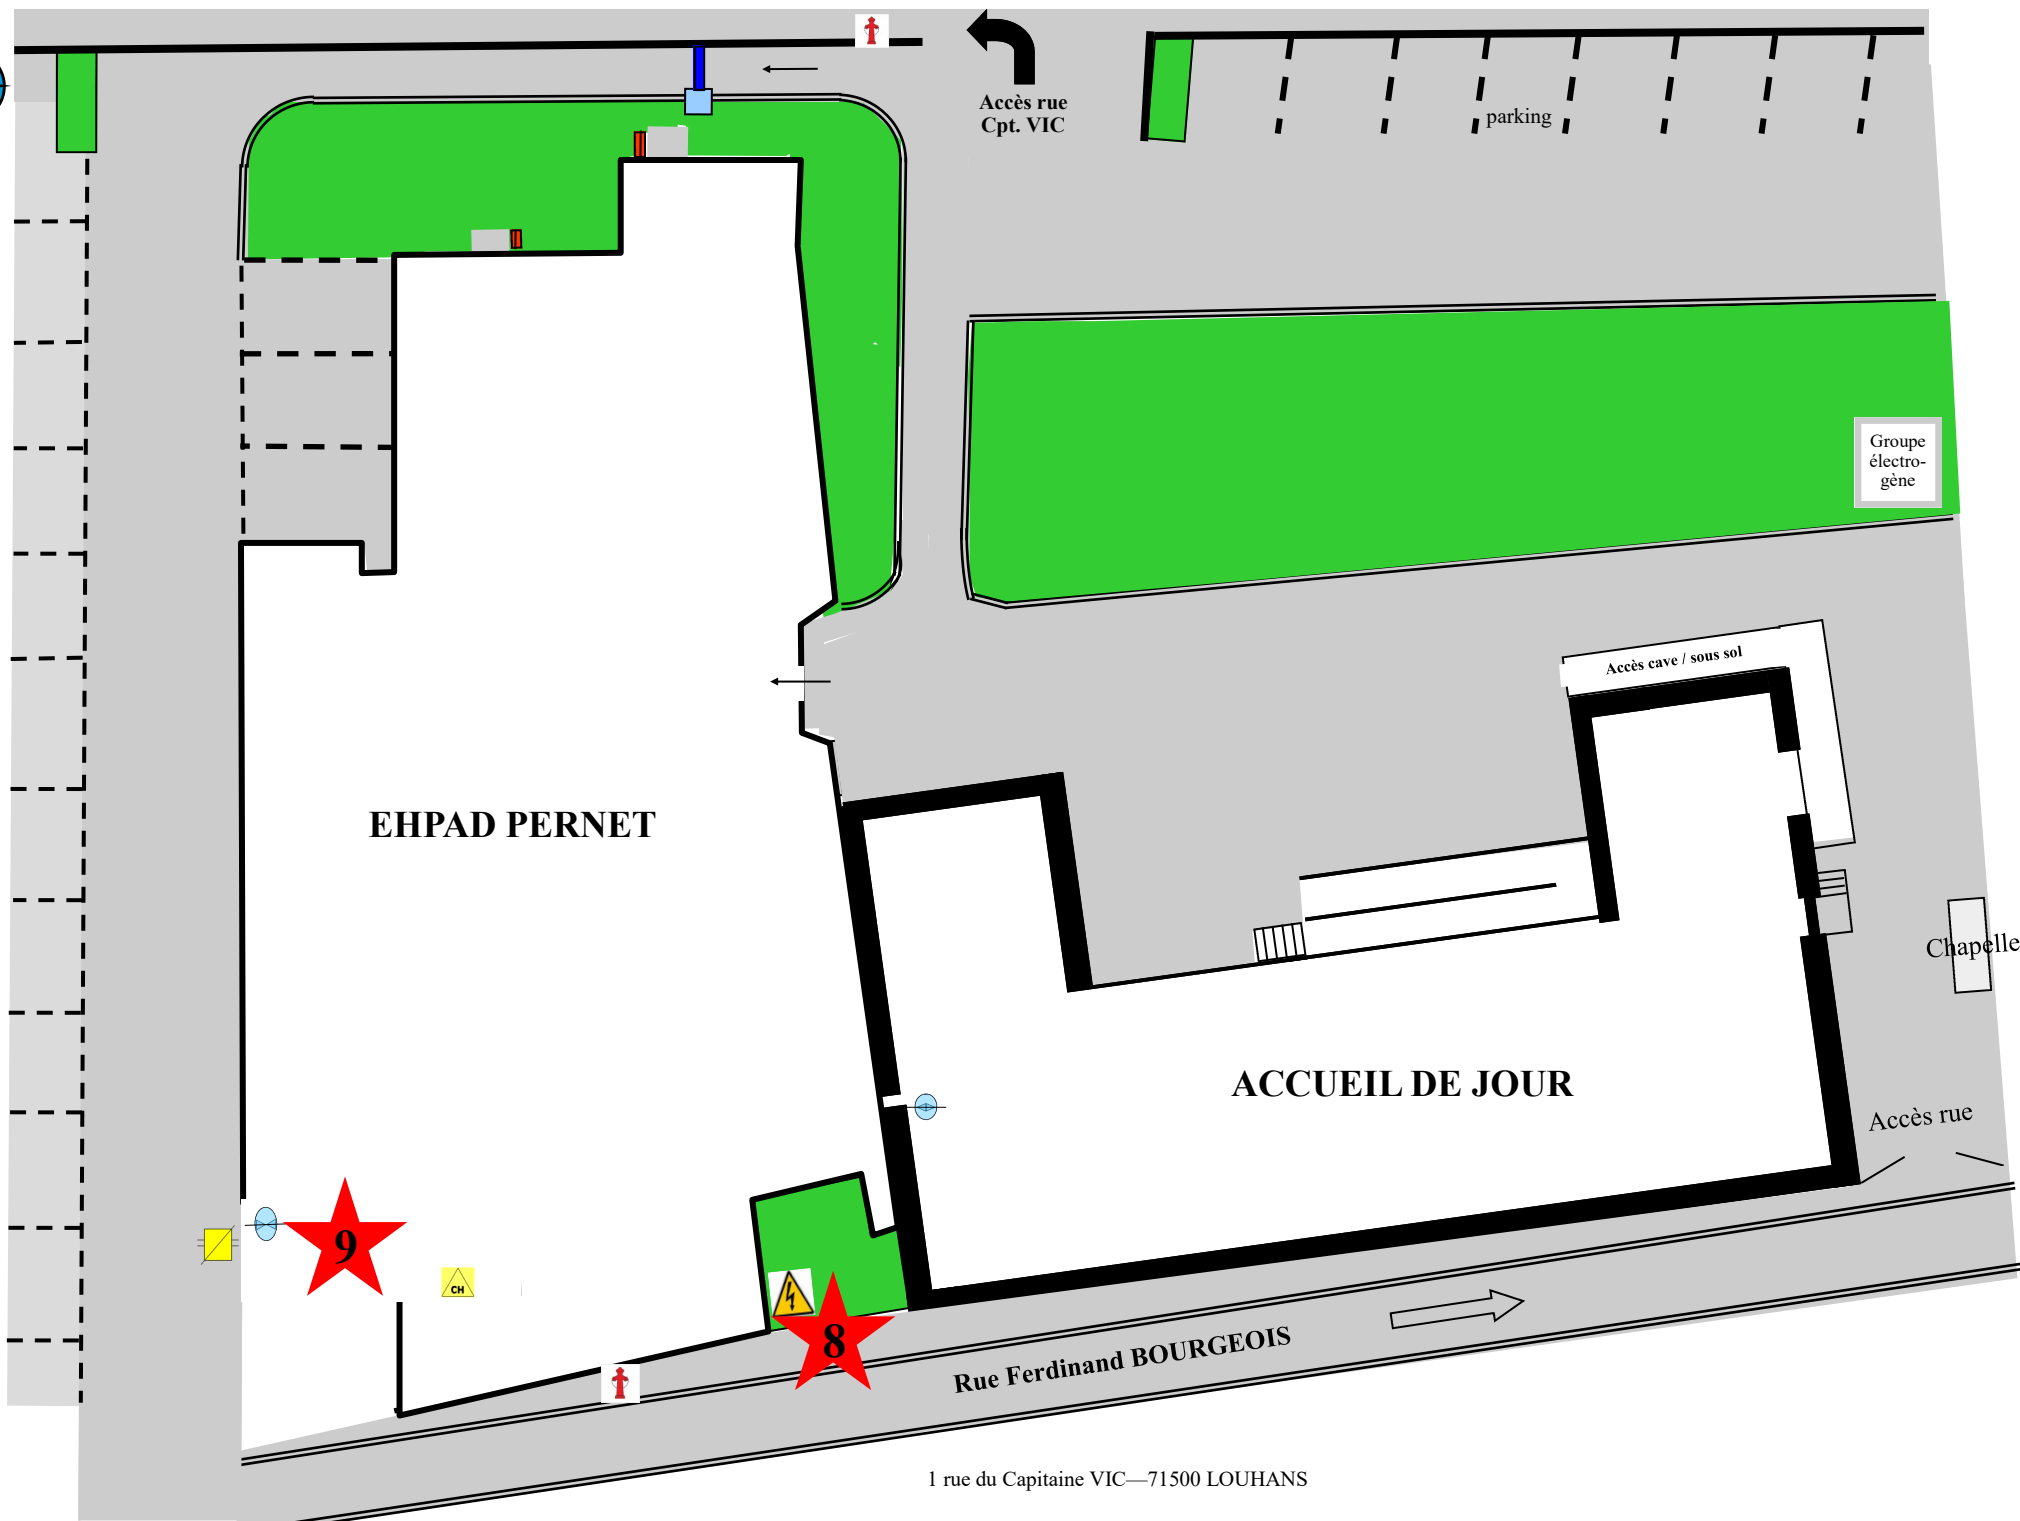 Accès rue
Cpt. VIC
parking
Groupe
électro-
gène
Accès cave / sous sol
EHPAD PERNET
Chapelle
ACCUEIL DE JOUR
Accès rue
9
CH
8
Rue Ferdinand BOURGEOIS
1 rue du Capitaine VIC—71500 LOUHANS